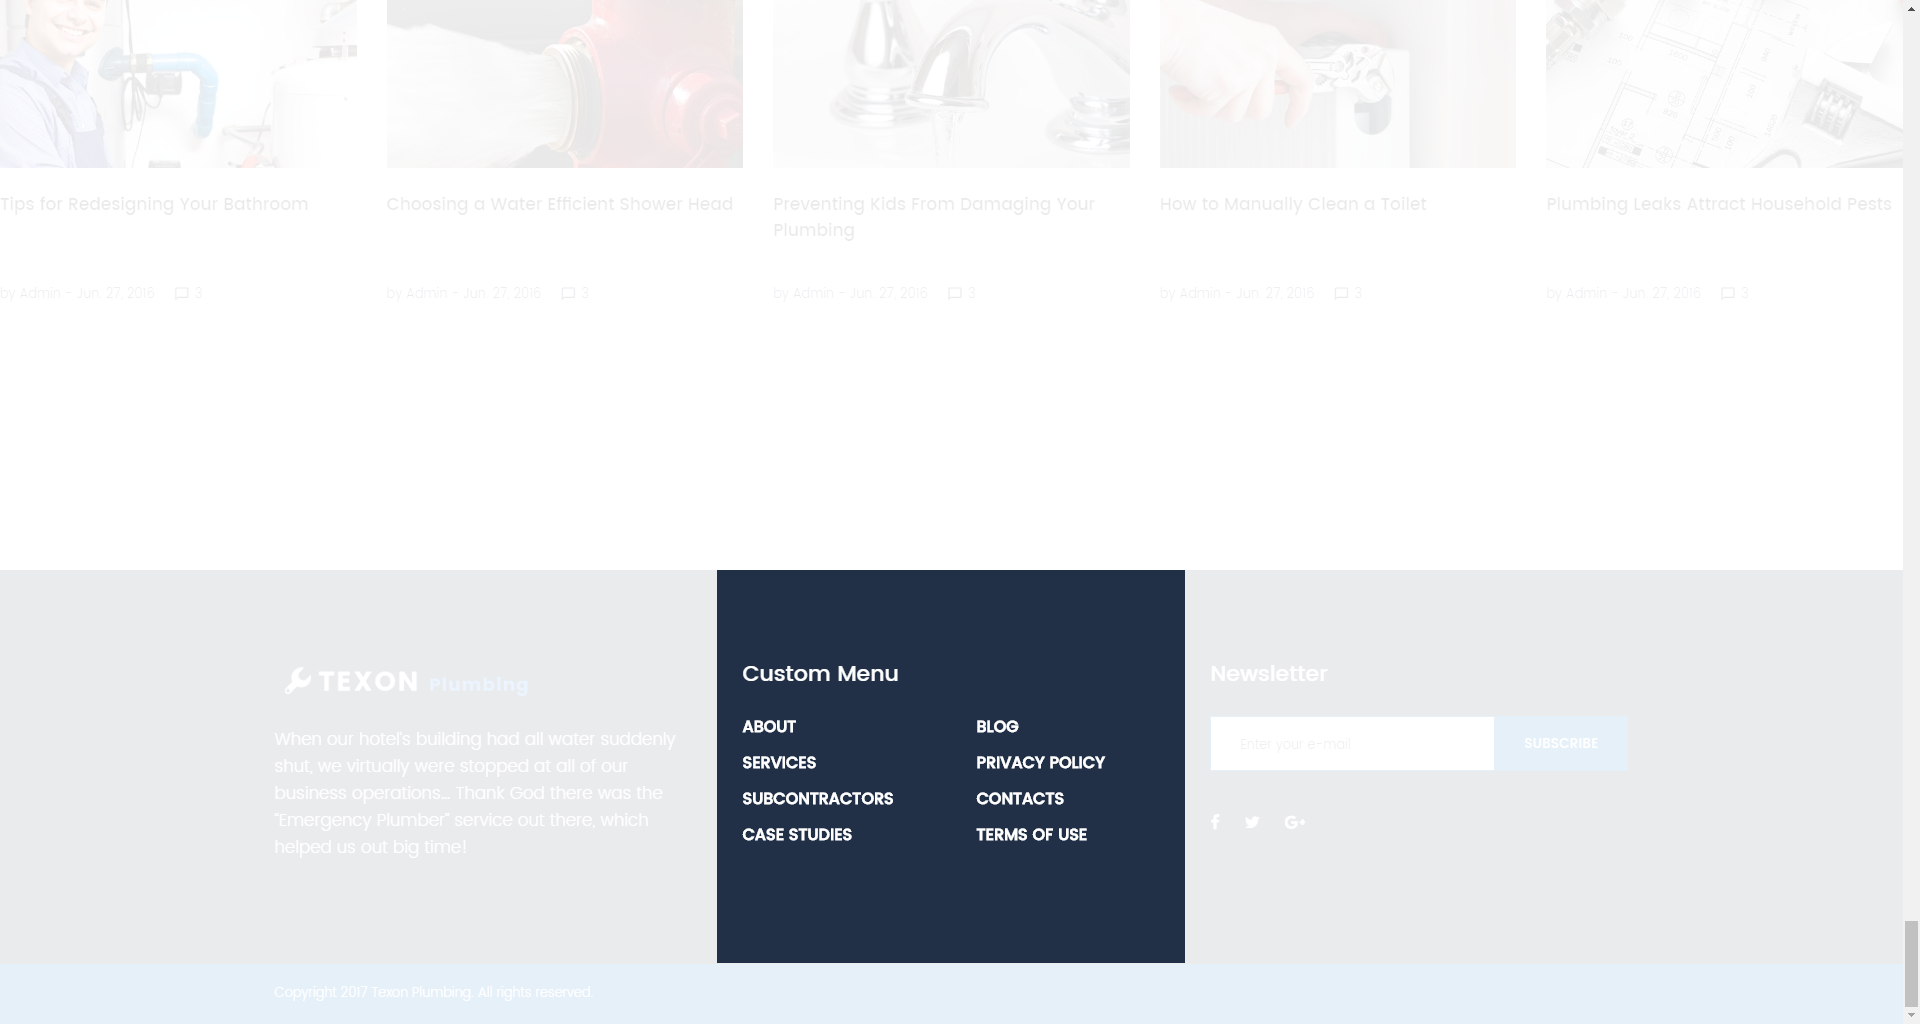 Tips for Redesigning Your Bathroom
by Admin - Jun. 27, 2016 3
Choosing a Water Efficient Shower Head
by Admin - Jun. 27, 2016 3
Preventing Kids From Damaging Your
Plumbing
by Admin - Jun. 27, 2016 3
How to Manually Clean a Toilet
by Admin - Jun. 27, 2016 3
Plumbing Leaks Attract Household Pests
by Admin - Jun. 27, 2016 3
TEXON Plumbing
When our hotel's building had all water suddenly
shut, we virtually were stopped at all of our
business operations... Thank God there was the
"Emergency Plumber" service out there, which
helped us out big time!
Custom Menu
ABOUT
SERVICES
SUBCONTRACTORS
CASE STUDIES
BLOG
PRIVACY POLICY
CONTACTS
TERMS OF USE
Newsletter
Enter your e-mail
SUBSCRIBE
Copyright 2017 Texon Plumbing. All rights reserved.